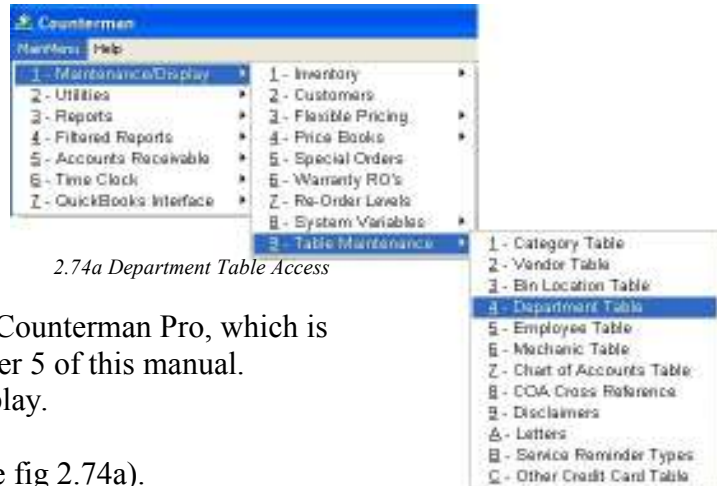 Counterman
MainMenu Help
1 - Maintenance/Display
2 - Utilities
3 - Reports
4 - Filtered Reports
5 - Accounts Receivable
6 - Time Clock
7 - QuickBooks Interface
1 - Inventory
2 - Customers
3 - Flexible Pricing
4 - Price Books
5 - Special Orders
6 - Warranty RO's
7 - Re-Order Levels
8 - System Variables
9 - Table Maintenance
1 - Category Table
2 - Vendor Table
3 - Bin Location Table
4 - Department Table
5 - Employee Table
6 - Mechanic Table
7 - Chart of Accounts Table
8 - COA Cross Reference
9 - Disclaimers
A - Letters
B - Service Reminder Types
C - Other Credit Card Table
2.74a Department Table Access
Counterman Pro, which is
er 5 of this manual.
lay.
e fig 2.74a).